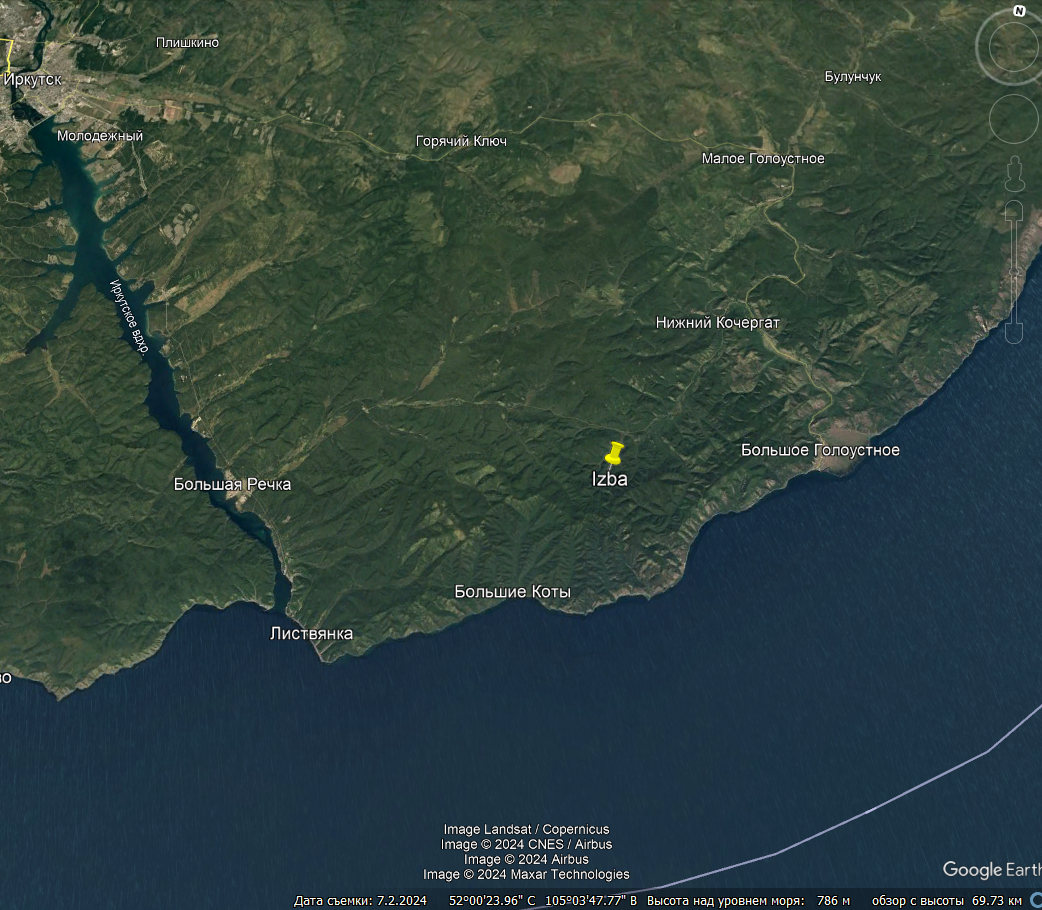 N
Плишкино
Иркутск
Булунчук
Молодежный
Горячий Ключ
Малое Голоустное
Иркутское вдхр.
Нижний Кочергат
Большое Голоустное
Izba
Большая Речка
Большие Коты
Листвянка
во
Image Landsat / Copernicus
Image © 2024 CNES / Airbus
Image © 2024 Airbus
Image © 2024 Maxar Technologies
Google Earth
Дата съемки: 7.2.2024 52°00'23.96" С 105°03'47.77" В Высота над уровнем моря: 786 м обзор с высоты 69.73 км